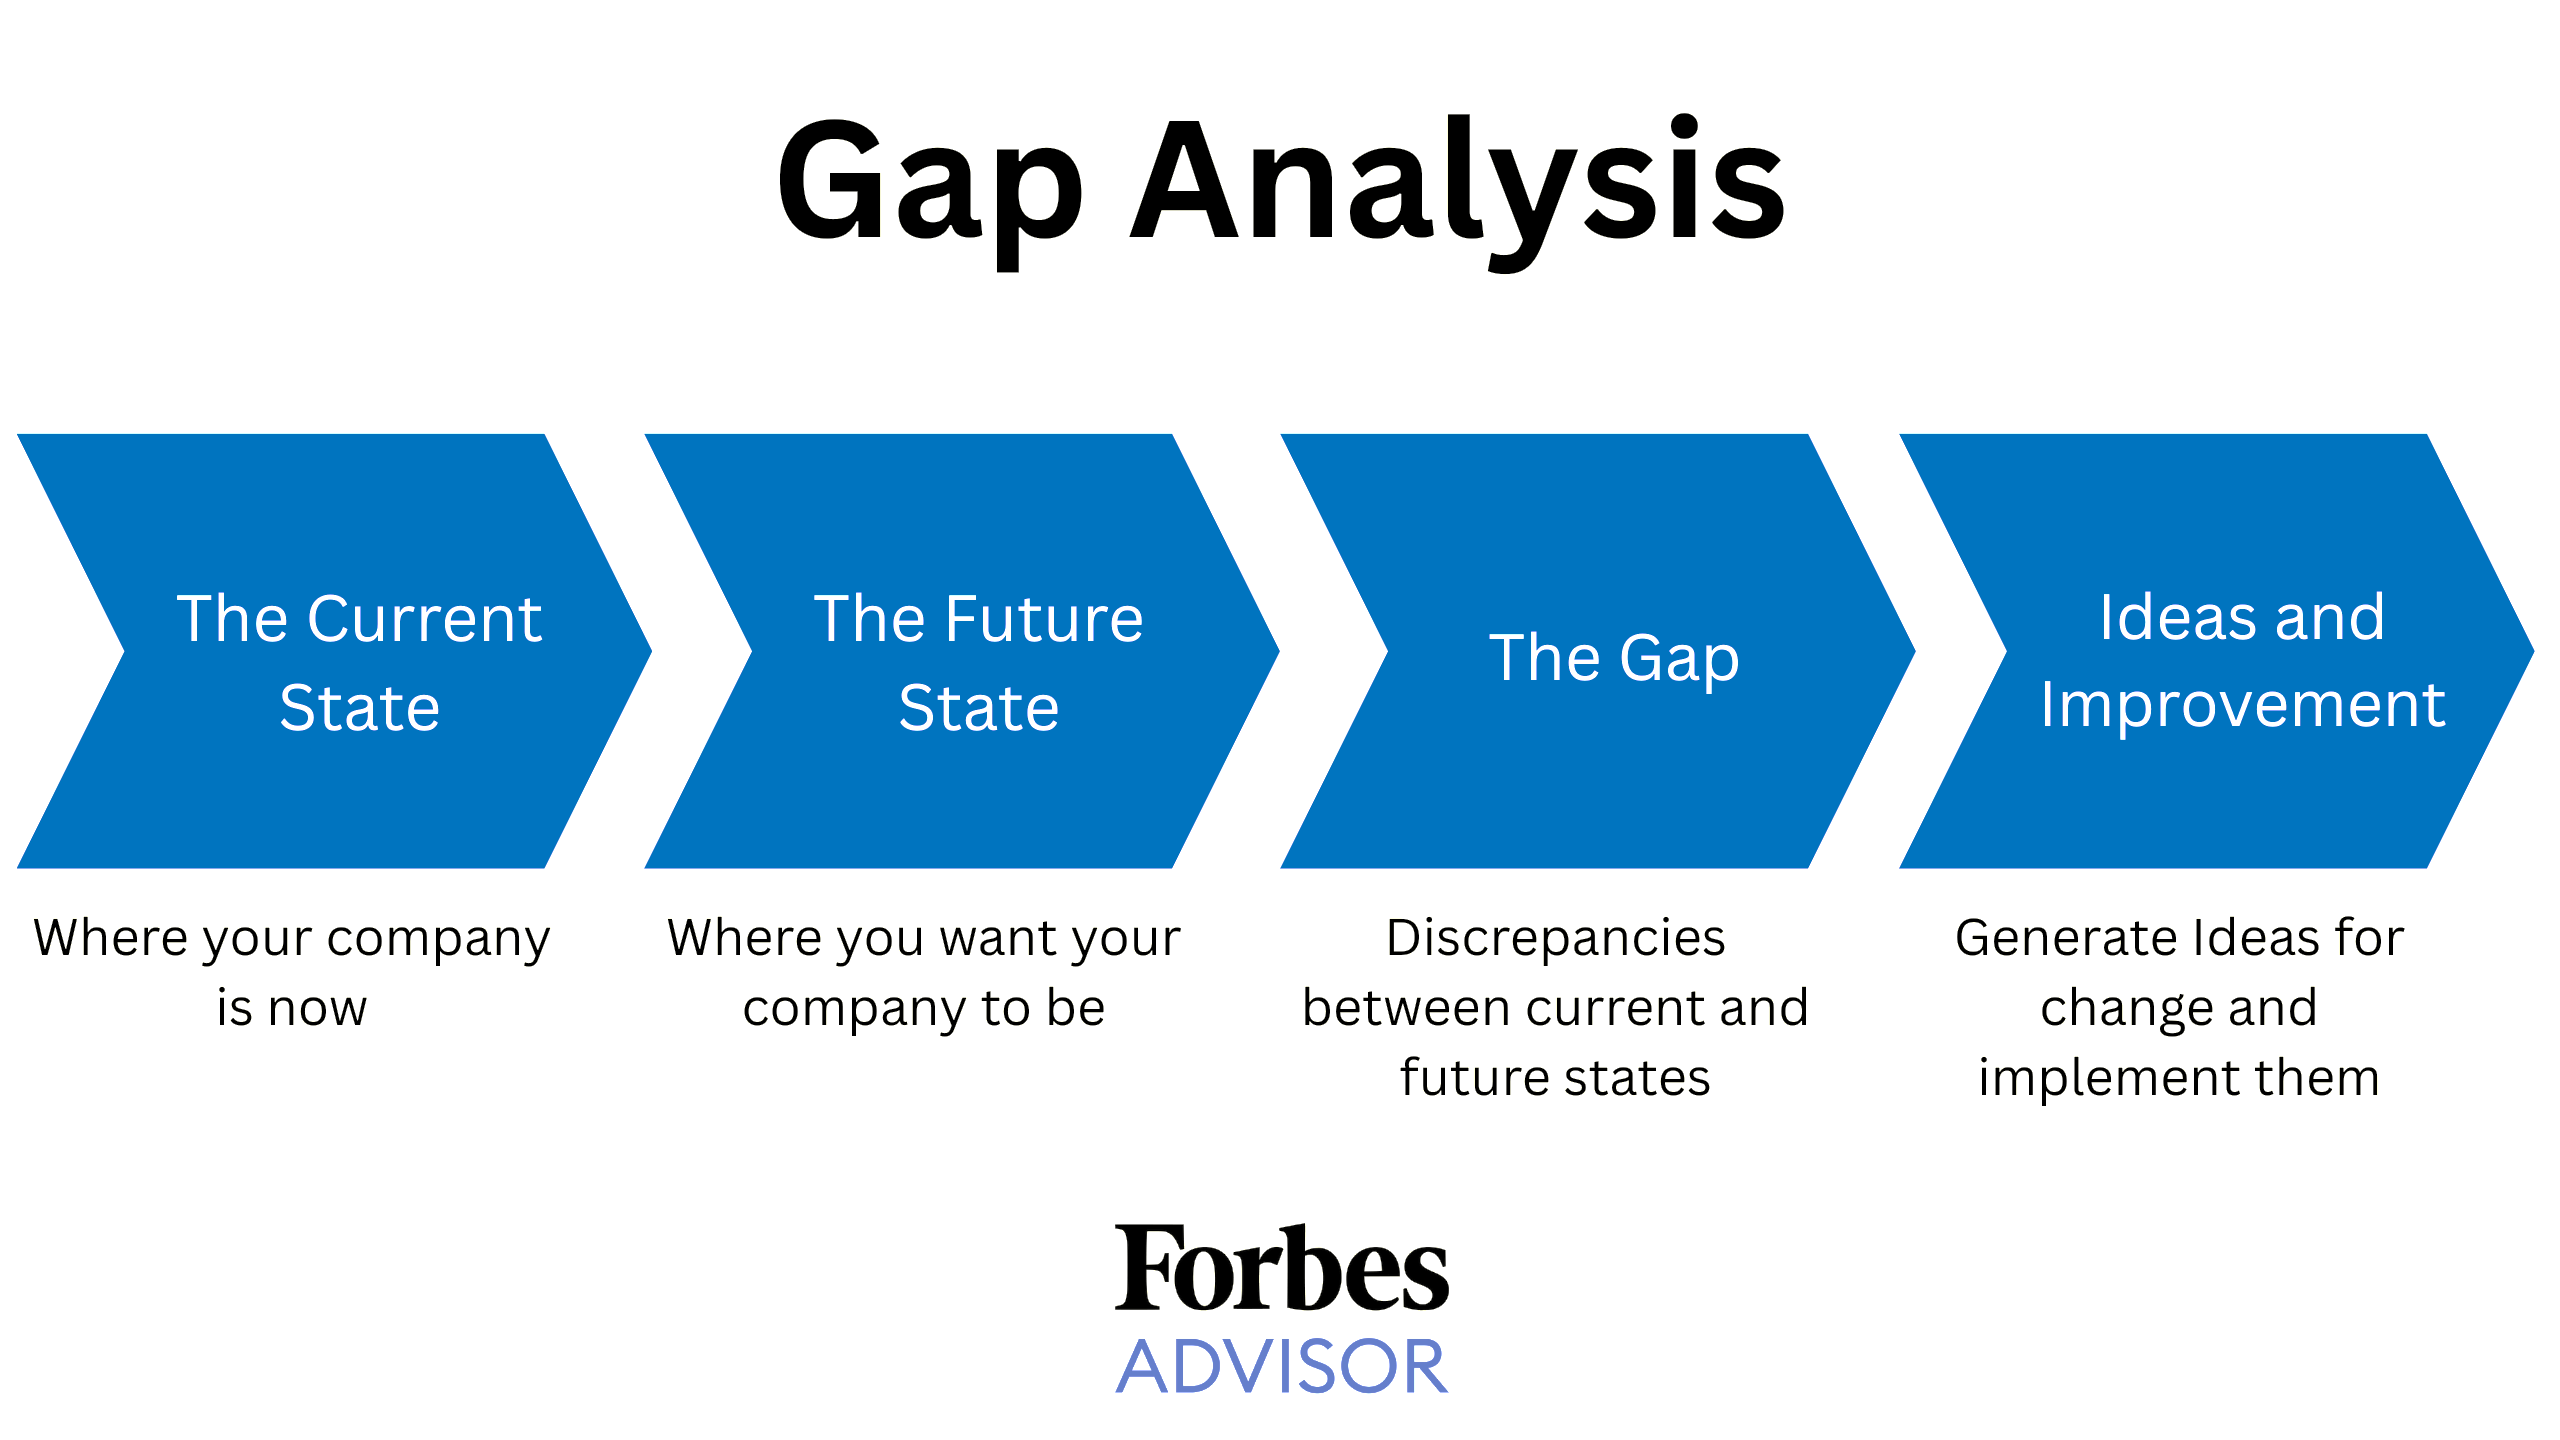 Gap Analysis
The Current
State
The Future
State
The Gap
Ideas and
Improvement
Where your company
is now
Where you want your
company to be
Discrepancies
between current and
future states
Generate Ideas for
change and
implement them
Forbes
ADVISOR